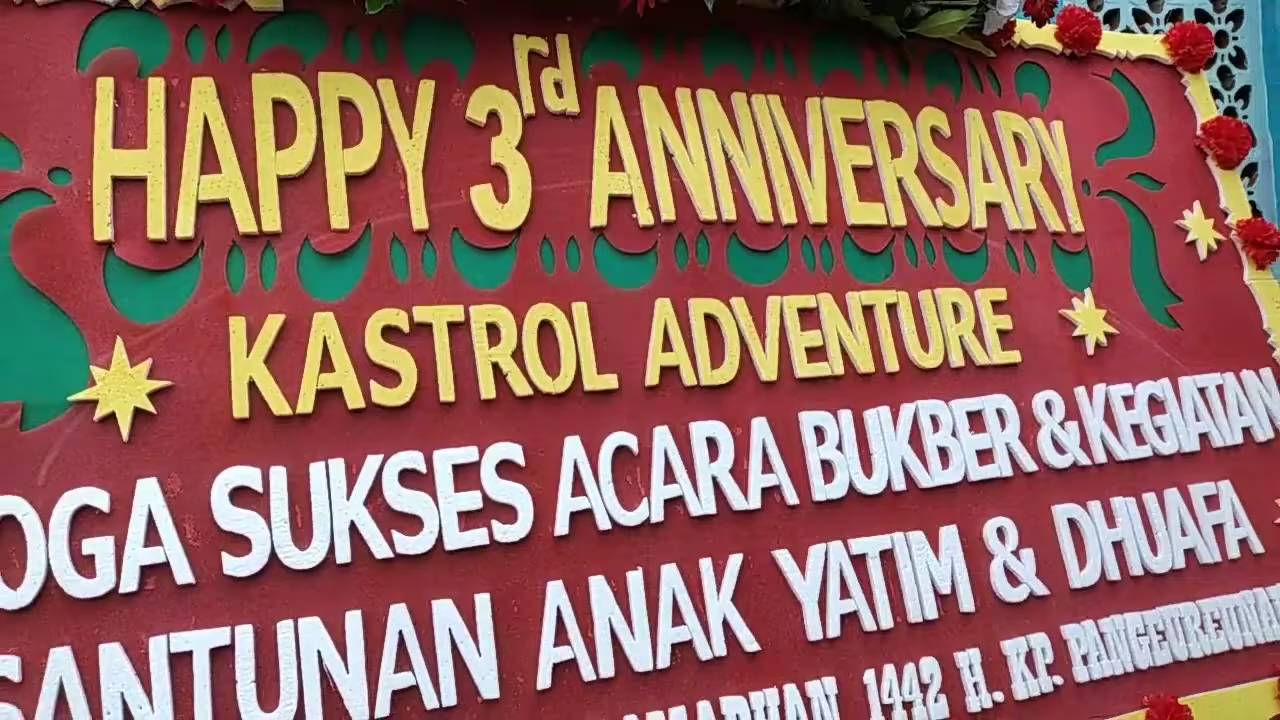 HAPPY 3rd ANNIVERSARY
KASTROL ADVENTURE
OGA SUKSES ACARA BUKBER & KEGIATAN
SANTUNAN ANAK YATIM & DHUAFA
1442 H. KP.